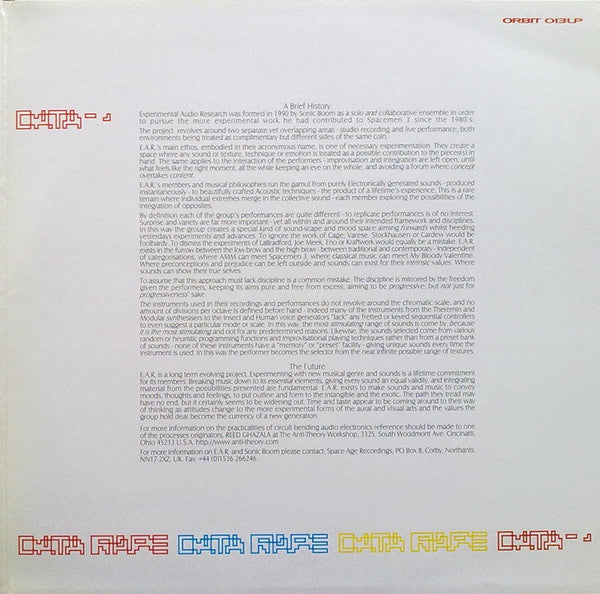 ORBIT 013LP
DATA-
A Brief History
Experimental Audio Research was formed in 1990 by Sonic Boom as a solo and collaborative ensemble in order
to pursue the more experimental work he had contributed to Spacemen 3 since the 1980's.
The project revolves around two separate yet overlapping areas - studio recording and live performance; both
environments being treated as complimentary but different sides of the same coin.
E.A.R.'s main ethos, embodied in their acronymous name, is one of necessary experimentation. They create a
space where any sound or texture, technique or emotion is treated as a possible contribution to the piece(s) in
hand. The same applies to the interaction of the performers - improvisation and integration are left open, until
what feels like the right moment, all the while keeping an eye on the whole, and avoiding a forum where concept
overtakes content.
E.A.R.'s members and musical philosophies run the gamut from purely Electronically generated sounds - produced
instantaneously - to beautifully crafted Acoustic techniques - the product of a lifetime's experience. This is a rare
terrain where individual extremes merge in the collective sound - each member exploring the possibilities of the
integration of opposites.
By definition each of the group's performances are quite different - to replicate performances is of no interest.
Surprise and variety are far more important - yet all within and around their intended framework and disciplines.
In this way the group creates a special kind of sound-scape and mood space aiming forwards whilst feeding
yesterdays experiments and advances. To ignore the work of Cage, Varese, Stockhausen or Cardew would be
foolhardy. To dismiss the experiments of LaBradford, Joe Meek, Eno or Kraftwerk would equally be a mistake. E.A.R.
exists in the furrow between the low brow and the high brow - between traditional and contemporary - Independent
of categorisations, where AMM can meet Spacemen 3, where classical music can meet My Bloody Valentine.
Where preconceptions and prejudice can be left outside and sounds can exist for their intrinsic values. Where
sounds can show their true selves.
To assume that this approach must lack discipline is a common mistake. The discipline is mirrored by the freedom
given the performers, keeping its aims pure and free from excess, aiming to be progressive, but not just for
progressiveness' sake.
The instruments used in their recordings and performances do not revolve around the chromatic scale, and no
amount of divisions per octave is defined before hand - indeed many of the instruments from the Theremin and
Modular synthesisers to the Insect and Human voice generators "lack" any fretted or keyed sequential controllers
to even suggest a particular mode or scale. In this way, the most stimulating range of sounds is come by, because
it is the most stimulating and not for any predetermined reasons. Likewise, the sounds selected come from various
random or heuristic programming functions and improvisational playing techniques rather than from a preset bank
of sounds - none of these instruments have a "memory" or "preset" facility - giving unique sounds every time the
instrument is used. In this way the performer becomes the selector from the near infinite possible range of textures.
The Future
E.A.R. is a long term evolving project. Experimenting with new musical genre and sounds is a lifetime commitment
for its members. Breaking music down to its essential elements, giving every sound an equal validity, and integrating
material from the possibilities presented are fundamental. E.A.R. exists to make sounds and music to convey
moods, thoughts and feelings, to put outline and form to the intangible and the exotic. The path they tread may
have no end, but it certainly seems to be widening out. Time and taste appear to be coming around to their way
of thinking as attitudes change to the more experimental forms of the aural and visual arts and the values the
group hold dear become the currency of a new generation.
For more information on the practicalities of circuit bending audio electronics reference should be made to one
of the processes originators, REED GHAZALA at The Anti-Theory Workshop, 3325, South Woodmont Ave, Cincinatti,
Ohio 45213 U.S.A. http://www.anti-theory.com
For more information on E.A.R. and Sonic Boom please contact: Space Age Recordings, PO Box 8, Corby, Northants,
NN17 2XZ, UK. Fax: +44 (0)1536 266246.
DATA RAPE DATA RAPE DATA RAPE DATA-